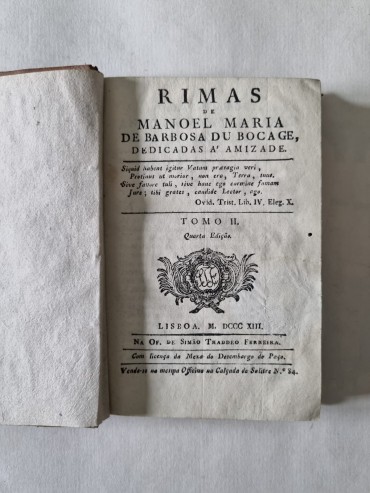 RIMAS
DE
MANOEL MARIA
DE BARBOSA DU BOCAGE,
DEDICADAS A' AMIZADE.
Siquid habent igitur Vatum præsagia veri,
Protinus ut moriar, non ero, Terra, tuus.
Sive favore tuli, sive hanc ego carmine famam
Jure; tibi grates, candide Lector, ago.
Ovid. Trist. Lib. IV. Eleg. X.
TOMO II.
Quarta Edição.
LISBOA. M. DCCC XIII.
NA OF. DE SIMÃO THADDEO FERREIRA.
Com licença da Meza do Desembargo do Paço.
Vende-se na mesma Officina na Calçada do Salitre N.º 84.